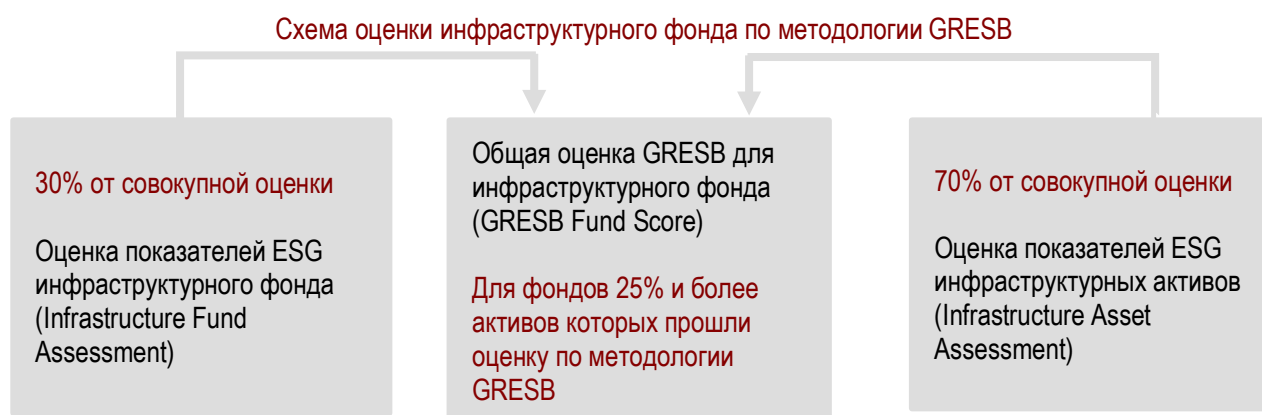 Схема оценки инфраструктурного фонда по методологии GRESB
30% от совокупной оценки
Оценка показателей ESG
инфраструктурного фонда
(Infrastructure Fund
Assessment)
Общая оценка GRESB для
инфраструктурного фонда
(GRESB Fund Score)
Для фондов 25% и более
активов которых прошли
оценку по методологии
GRESB
70% от совокупной оценки
Оценка показателей ESG
инфраструктурных активов
(Infrastructure Asset
Assessment)